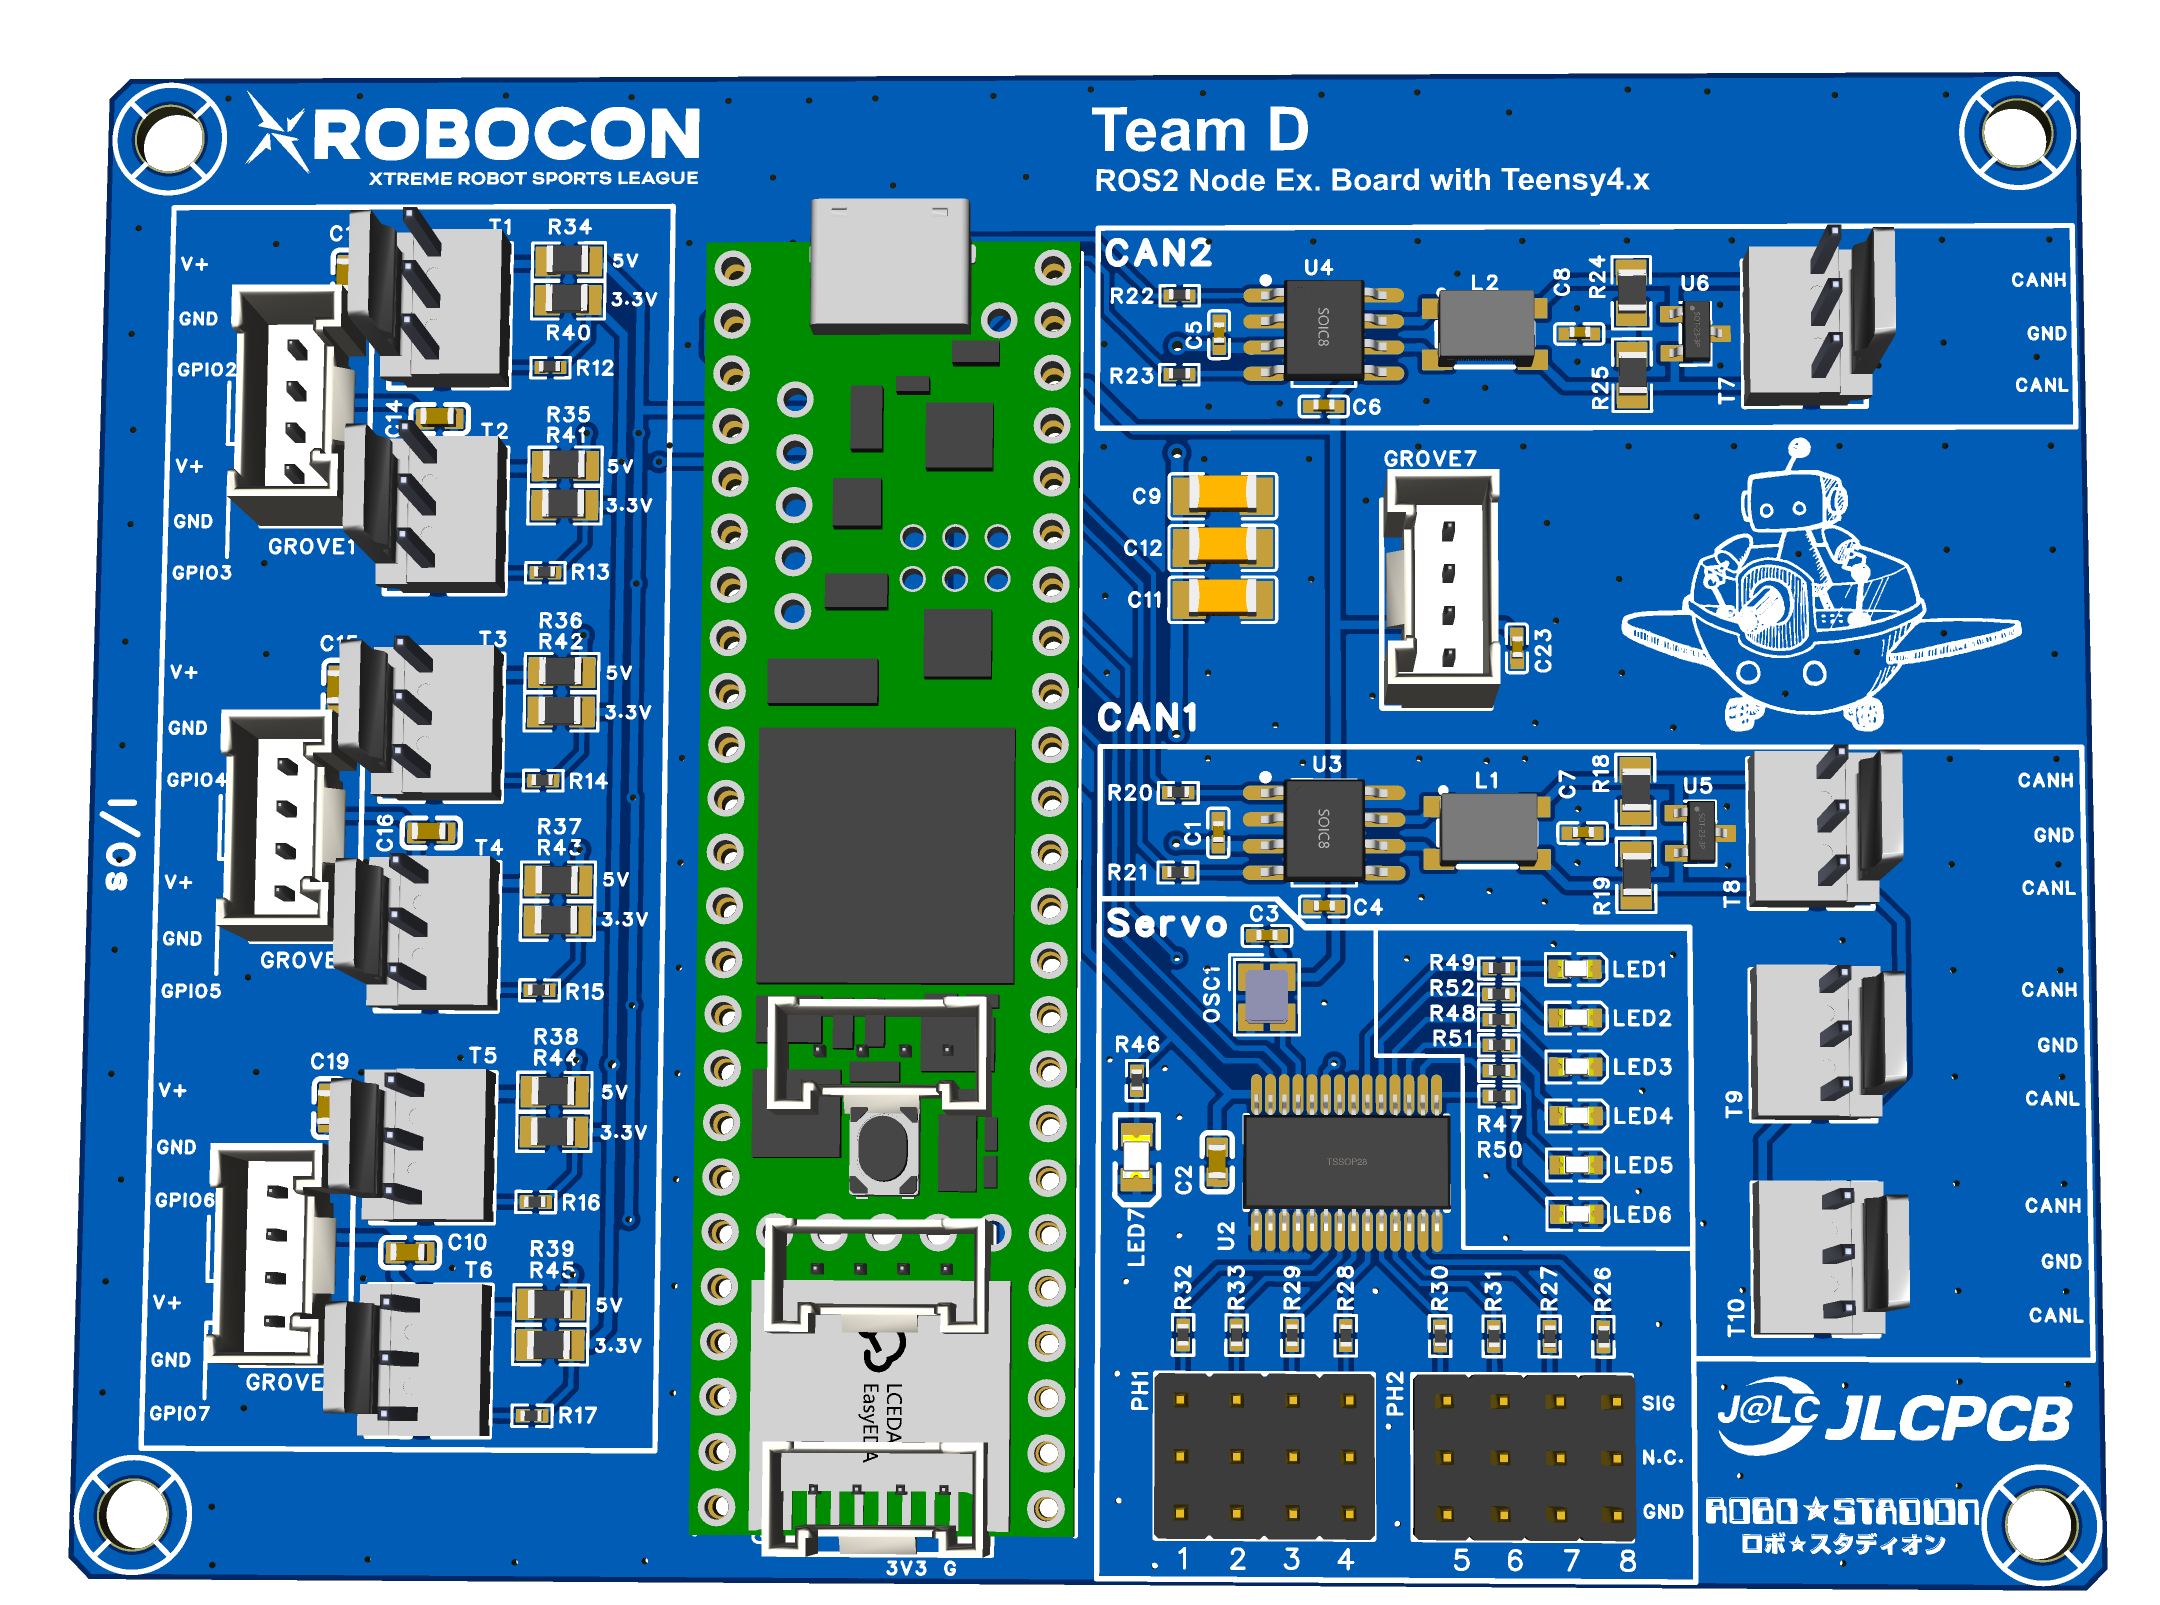 ROBOCON
XTREME ROBOT SPORTS LEAGUE
Team D
ROS2 Node Ex. Board with Teensy4.x
I/Os
V+
GND
GPIO2
V+
GND
GPIO3
GROVE1
T1
R34
5V
3.3V
R40
R12
C14
T2
R35
R41
5V
3.3V
R13
V+
GND
GPIO4
V+
GND
GPIO5
T3
R36
R42
5V
3.3V
R14
C16
T4
R37
R43
5V
3.3V
R15
C19
V+
GND
GPIO6
V+
GND
GPIO7
T5
R38
R44
5V
3.3V
R16
C10
T6
R39
R45
5V
3.3V
R17
LCEDA
3V3 G
CAN2
R22
C5
R23
U4
SOIC8
C6
L2
C8
R24
R25
U6
SOT-23-3P
T7
CANH
GND
CANL
C9
C12
C11
GROVE7
C23
CAN1
R20
C1
R21
U3
SOIC8
C4
L1
C7
R18
R19
U5
SOT-23-3P
T8
CANH
GND
CANL
T9
CANH
GND
CANL
T10
CANH
GND
CANL
Servo
C3
OSC1
R46
LED7
C2
U2
TSSOP28
R49
R52
R48
R51
R47
R50
LED1
LED2
LED3
LED4
LED5
LED6
R32
R33
R29
R28
R30
R31
R27
R26
PH1
PH2
SIG
N.C.
GND
1 2 3 4 5 6 7 8
J@LC JLCPCB
ROBO★STADION
ロボ★スタディオン